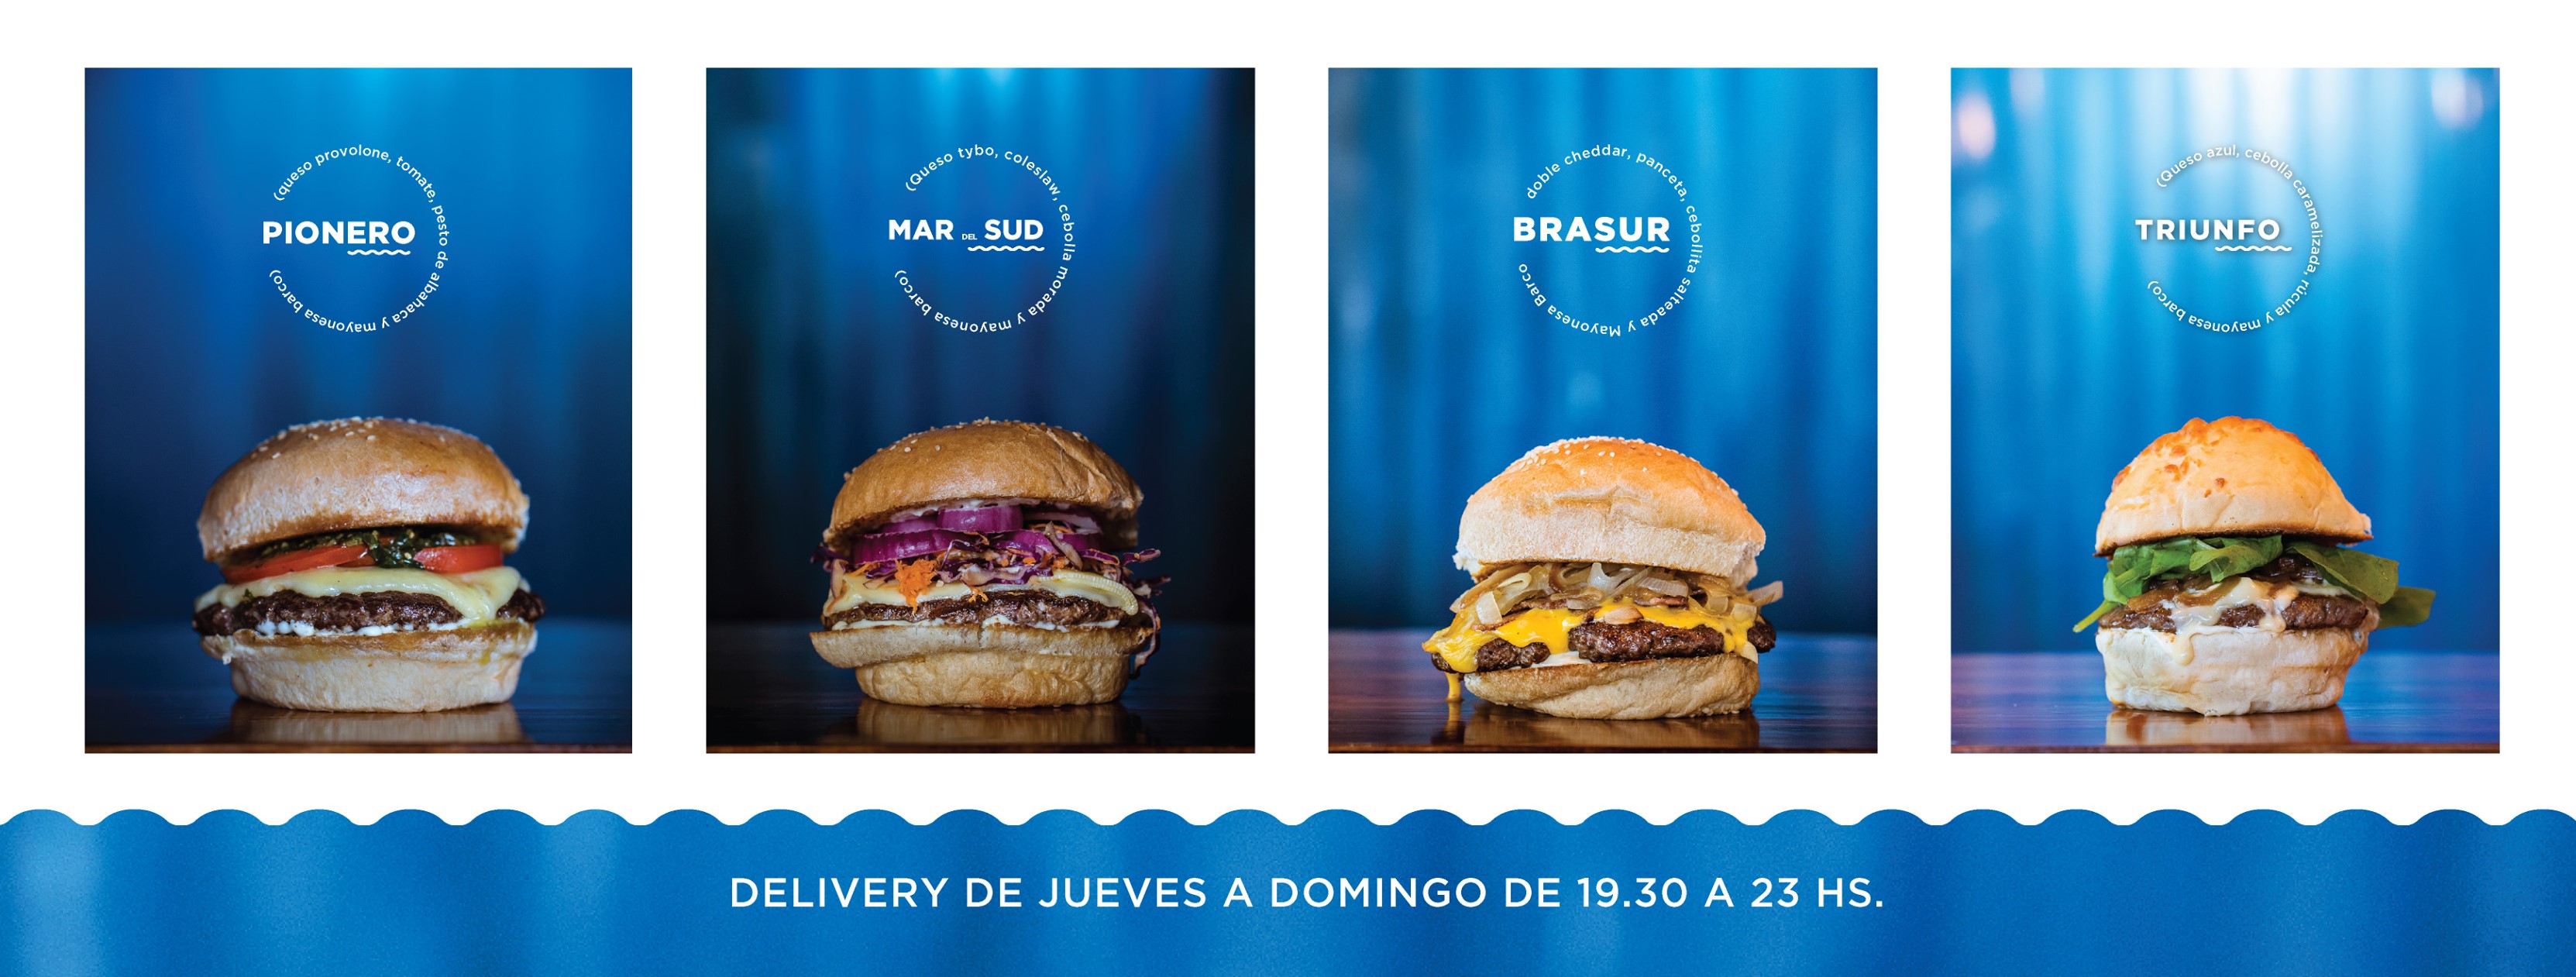 (queso provolone, tomate, pesto de albahaca y mayonesa barco)
PIONERO
(Queso tybo, coleslaw, cebolla morada y mayonesa barco)
MAR DEL SUD
doble cheddar, panceta, cebollita salteada y Mayonesa Barco
BRASUR
(Queso azul, cebolla caramelizada, rúcula y mayonesa barco)
TRIUNFO
DELIVERY DE JUEVES A DOMINGO DE 19.30 A 23 HS.